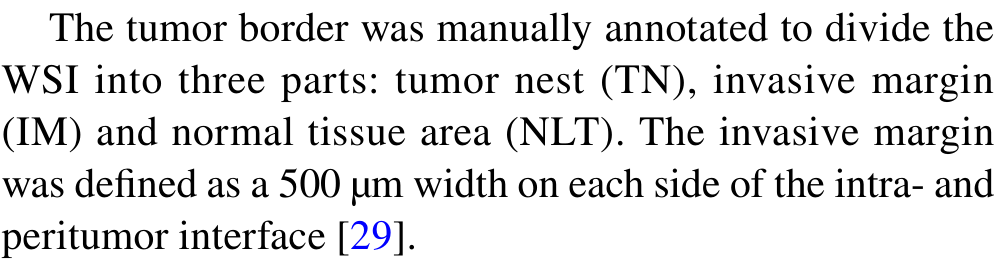 The tumor border was manually annotated to divide the
WSI into three parts: tumor nest (TN), invasive margin
(IM) and normal tissue area (NLT). The invasive margin
was defined as a 500 μm width on each side of the intra- and
peritumor interface [29].